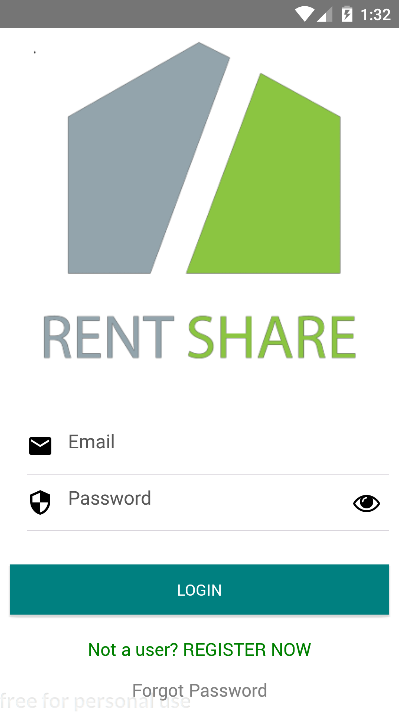 1:32
RENT SHARE
Email
Password
LOGIN
Not a user? REGISTER NOW
Forgot Password
free for personal use